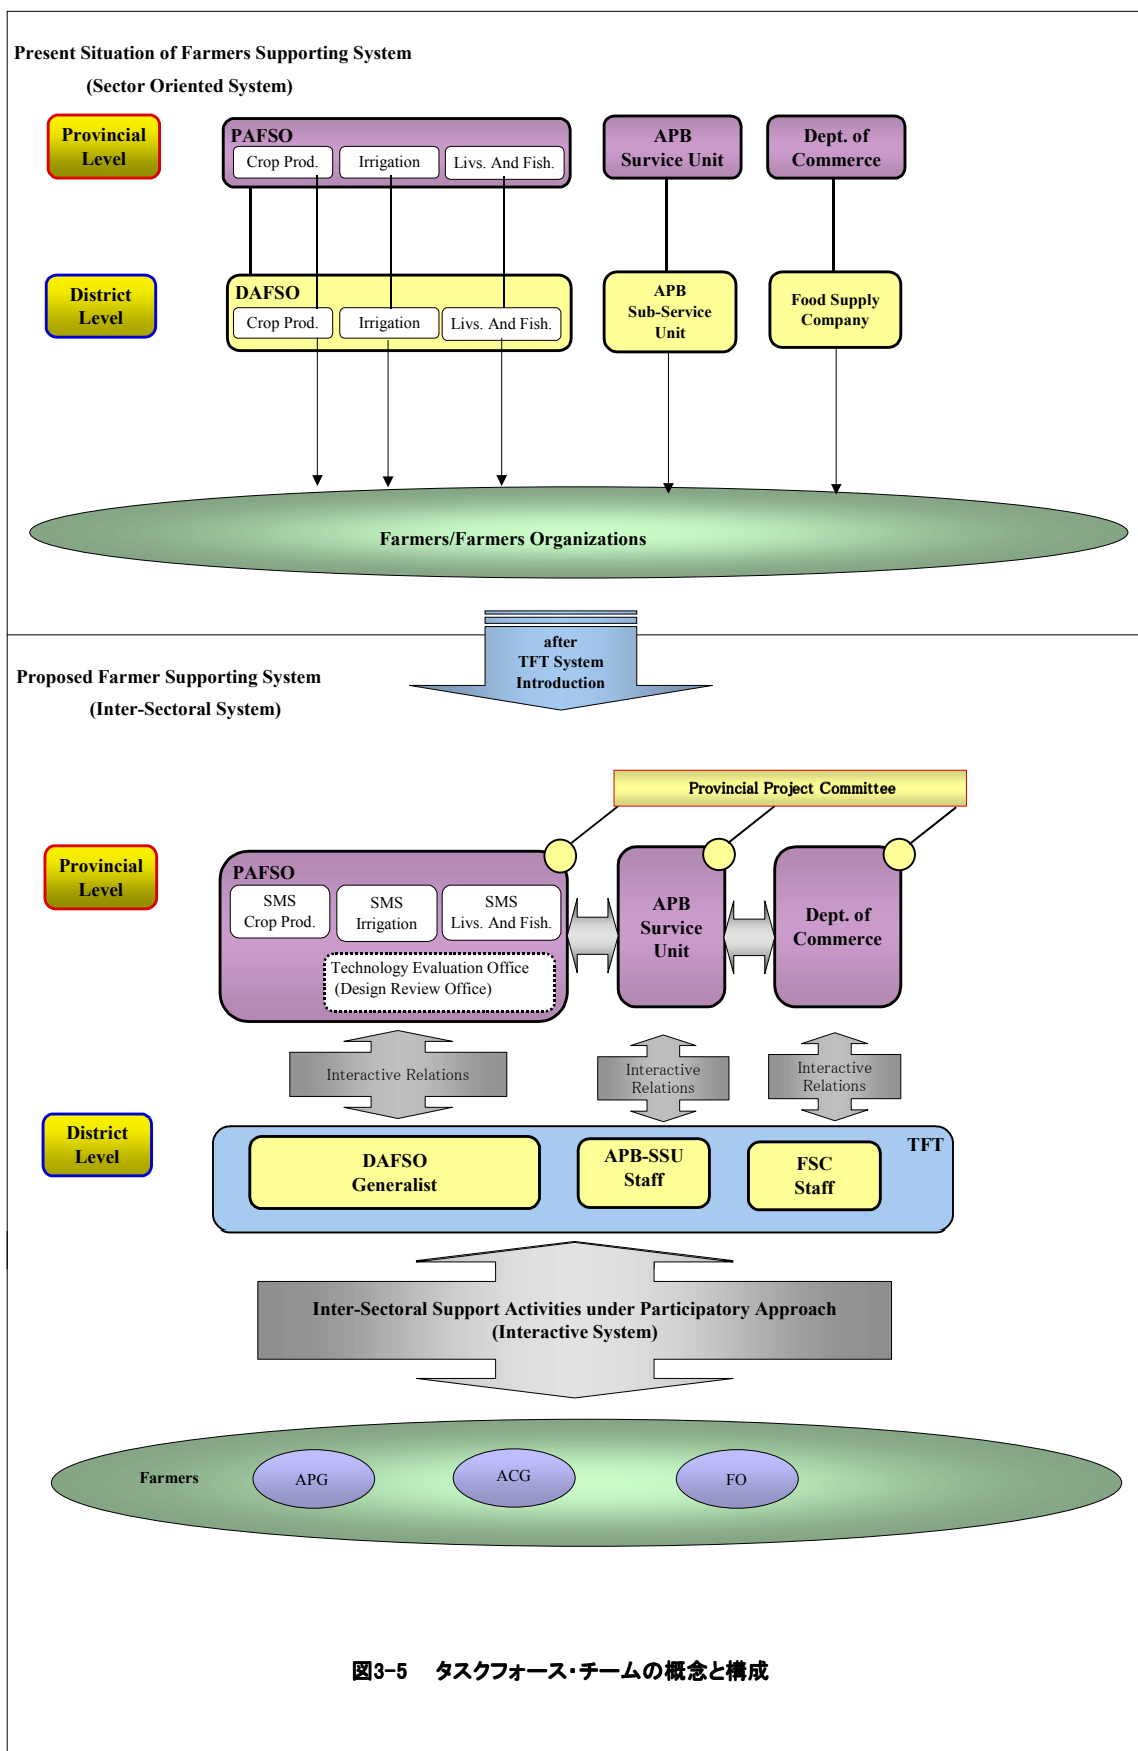 Present Situation of Farmers Supporting System
(Sector Oriented System)
Provincial
Level
PAFSO
Crop Prod.
Irrigation
Livs. And Fish.
APB
Survice Unit
Dept. of
Commerce
District
Level
DAFSO
Crop Prod.
Irrigation
Livs. And Fish.
APB
Sub-Service
Unit
Food Supply
Company
Farmers/Farmers Organizations
after
TFT System
Introduction
Proposed Farmer Supporting System
(Inter-Sectoral System)
Provincial Project Committee
Provincial
Level
PAFSO
SMS
Crop Prod.
SMS
Irrigation
SMS
Livs. And Fish.
Technology Evaluation Office
(Design Review Office)
APB
Survice
Unit
Dept. of
Commerce
Interactive Relations
Interactive
Relations
Interactive
Relations
District
Level
TFT
DAFSO
Generalist
APB-SSU
Staff
FSC
Staff
Inter-Sectoral Support Activities under Participatory Approach
(Interactive System)
Farmers
APG
ACG
FO
図3-5 タスクフォース・チームの概念と構成